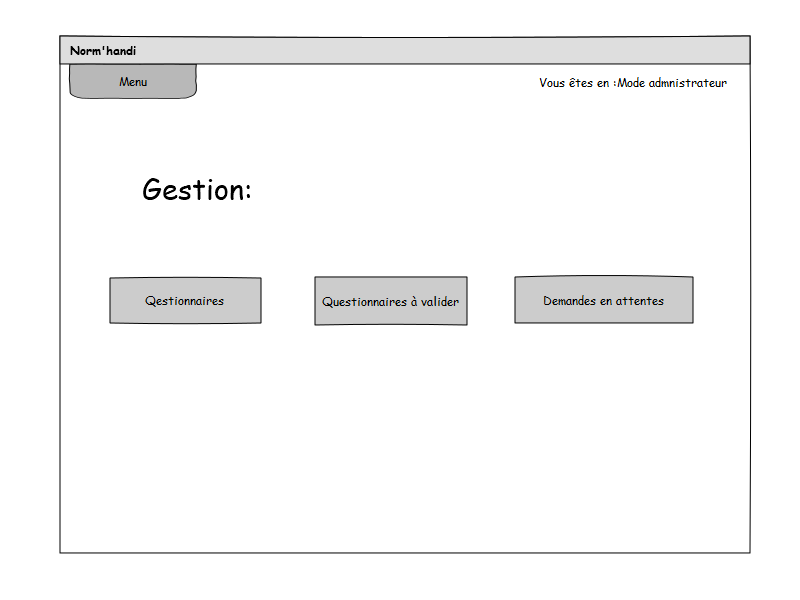 Norm'handi
Menu
Vous êtes en :Mode admnistrateur
Gestion:
Qestionnaires
Questionnaires à valider
Demandes en attentes